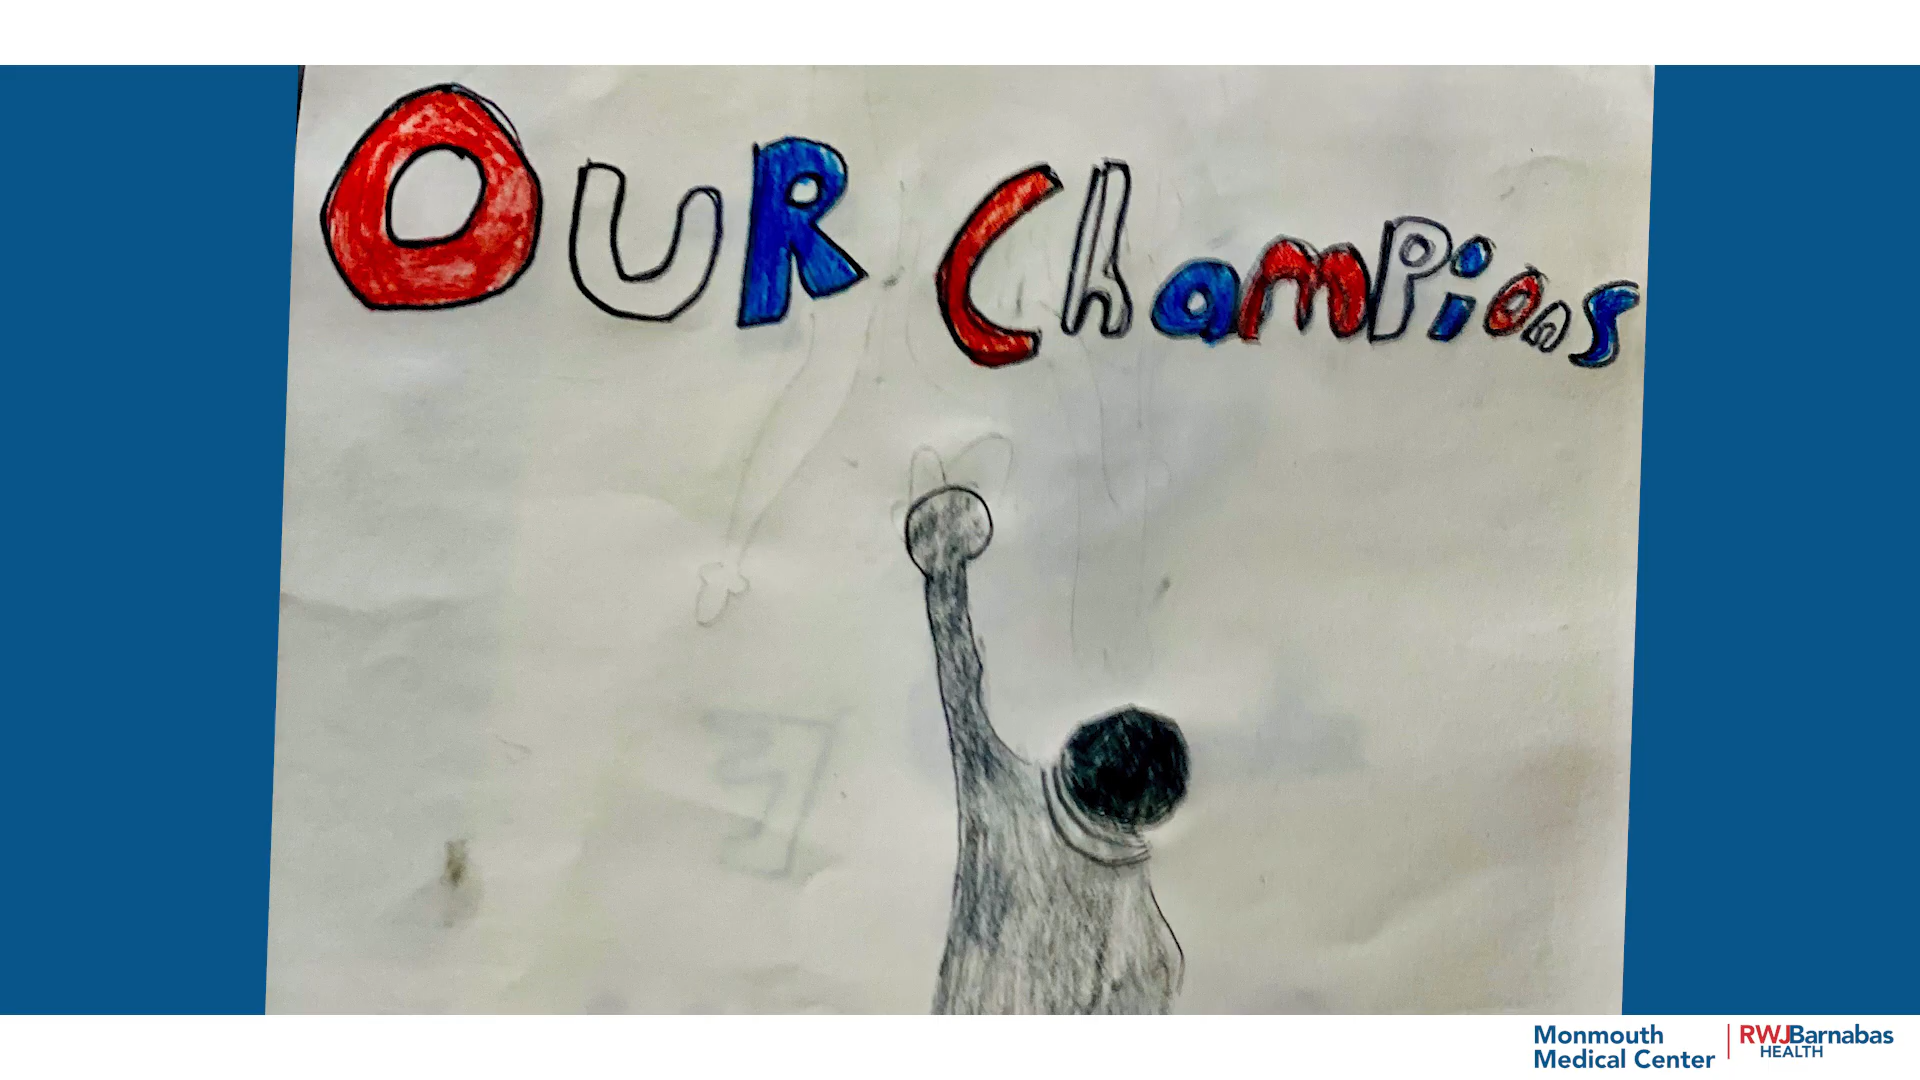 OUR Champions
Monmouth
Medical Center
RWJBarnabas
HEALTH